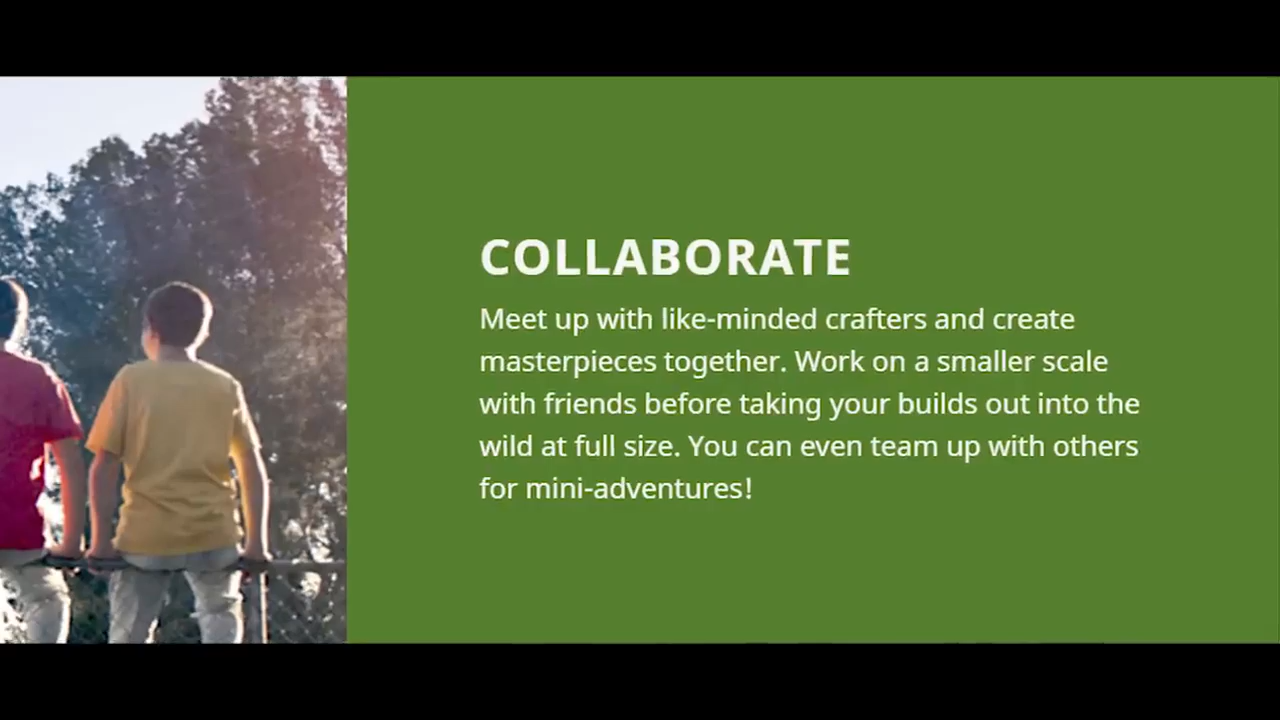 COLLABORATE
Meet up with like-minded crafters and create
masterpieces together. Work on a smaller scale
with friends before taking your builds out into the
wild at full size. You can even team up with others
for mini-adventures!